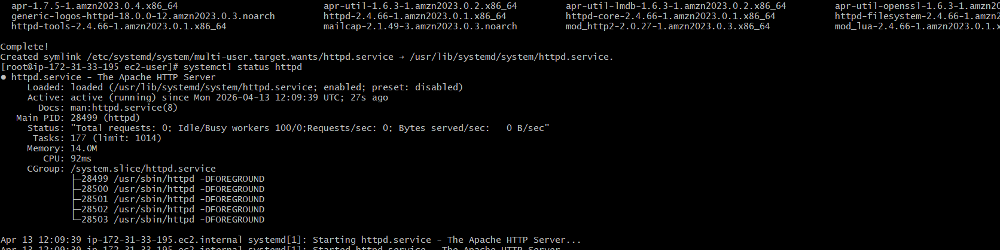 apr-1.7.5-1.amzn2023.0.4.x86_64 apr-util-1.6.3-1.amzn2023.0.2.x86_64 apr-util-lmdb-1.6.3-1.amzn2023.0.2.x86_64 apr-util-openssl-1.6.3-1.amzn20
generic-logos-httpd-18.0.0-12.amzn2023.0.3.noarch httpd-2.4.66-1.amzn2023.0.1.x86_64 httpd-core-2.4.66-1.amzn2023.0.1.x86_64 httpd-filesystem-2.4.66-1.amzn2
httpd-tools-2.4.66-1.amzn2023.0.1.x86_64 mailcap-2.1.49-3.amzn2023.0.3.noarch mod_http2-2.0.27-1.amzn2023.0.3.x86_64 mod_lua-2.4.66-1.amzn2023.0.1.x
Complete!
Created symlink /etc/systemd/system/multi-user.target.wants/httpd.service → /usr/lib/systemd/system/httpd.service.
[root@ip-172-31-33-195 ec2-user]# systemctl status httpd
● httpd.service - The Apache HTTP Server
Loaded: loaded (/usr/lib/systemd/system/httpd.service; enabled; preset: disabled)
Active: active (running) since Mon 2026-04-13 12:09:39 UTC; 27s ago
Docs: man:httpd.service(8)
Main PID: 28499 (httpd)
Status: "Total requests: 0; Idle/Busy workers 100/0;Requests/sec: 0; Bytes served/sec:   0 B/sec"
Tasks: 177 (limit: 1014)
Memory: 14.0M
CPU: 92ms
CGroup: /system.slice/httpd.service
├─28499 /usr/sbin/httpd -DFOREGROUND
├─28500 /usr/sbin/httpd -DFOREGROUND
├─28501 /usr/sbin/httpd -DFOREGROUND
├─28502 /usr/sbin/httpd -DFOREGROUND
└─28503 /usr/sbin/httpd -DFOREGROUND
Apr 13 12:09:39 ip-172-31-33-195.ec2.internal systemd[1]: Starting httpd.service - The Apache HTTP Server...
Apr 13 12:09:39 ip-172-31-33-195.ec2.internal systemd[1]: Started httpd.service - The Apache HTTP Server